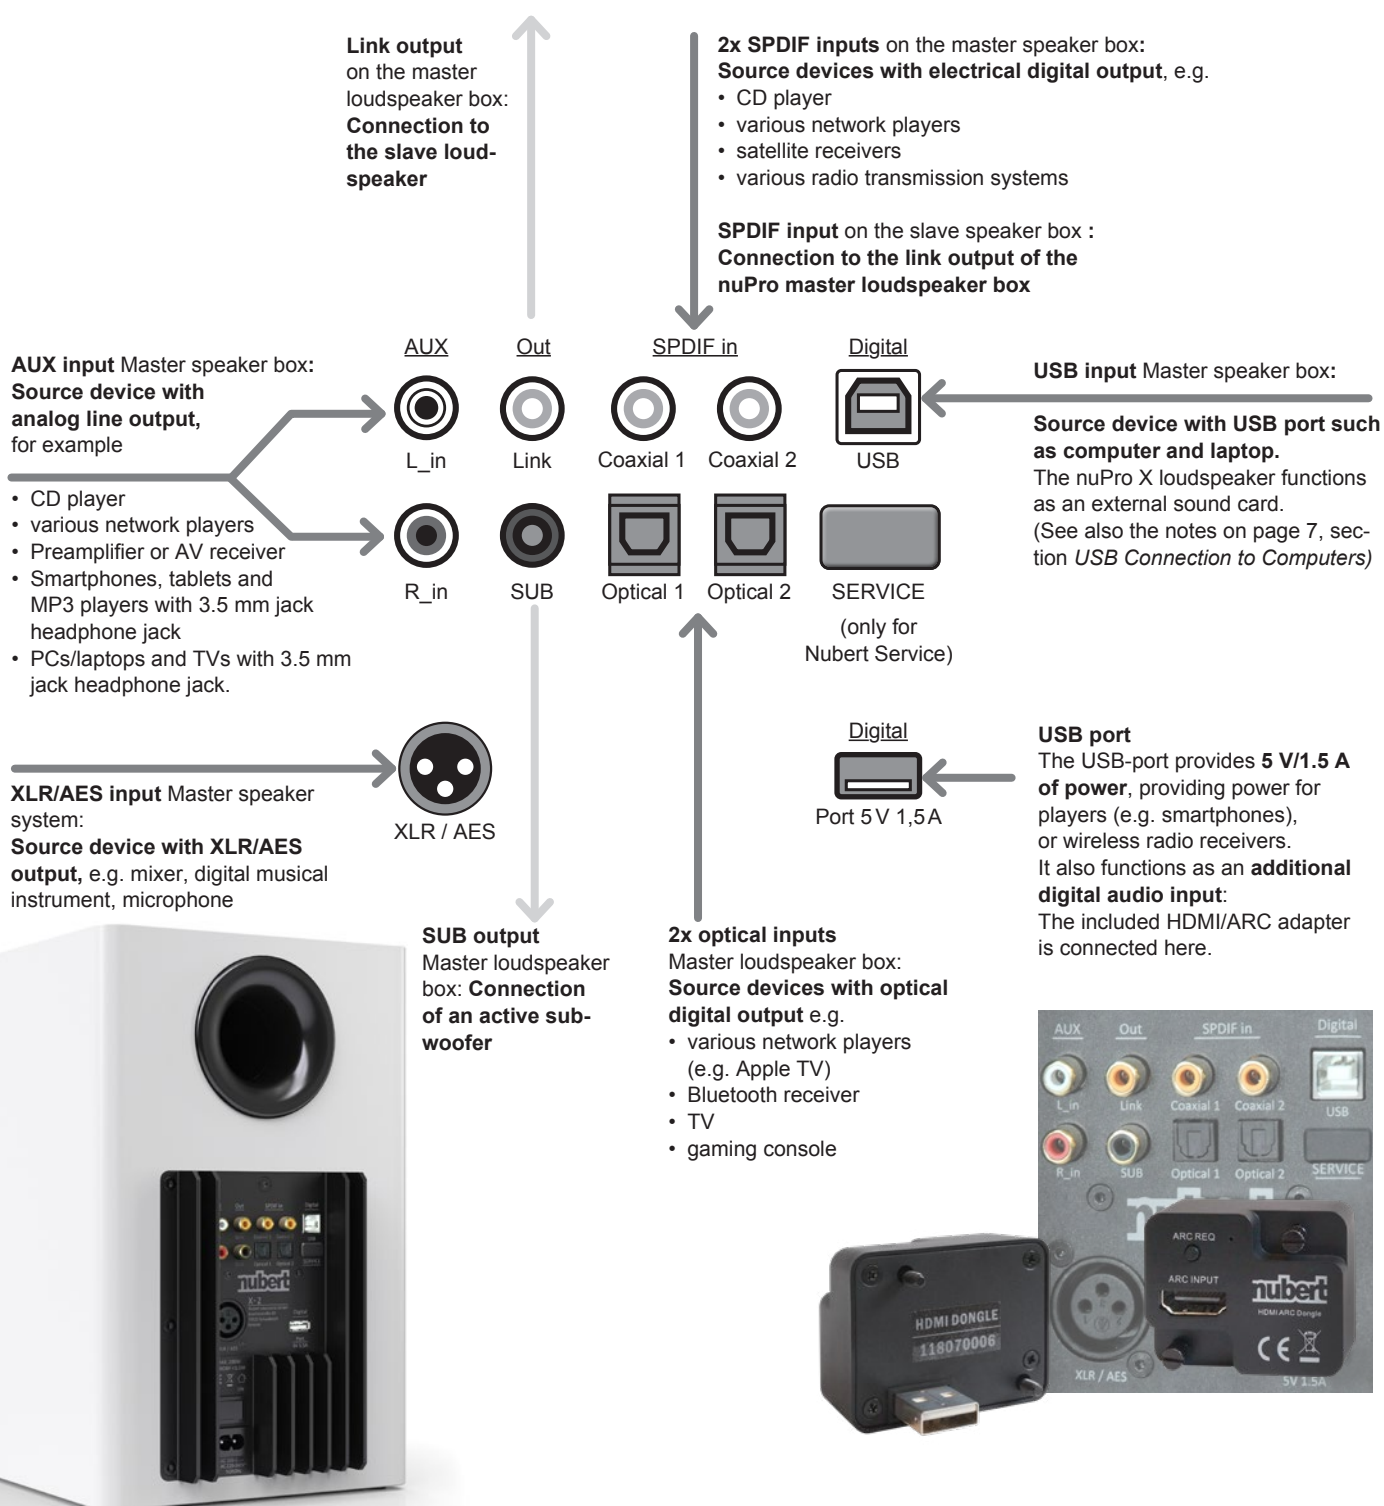 Link output
on the master
loudspeaker box:
Connection to
the slave loud-
speaker
2x SPDIF inputs on the master speaker box:
Source devices with electrical digital output, e.g.
• CD player
• various network players
• satellite receivers
• various radio transmission systems
SPDIF input on the slave speaker box :
Connection to the link output of the
nuPro master loudspeaker box
AUX input Master speaker box:
Source device with
analog line output,
for example
• CD player
• various network players
• Preamplifier or AV receiver
• Smartphones, tablets and
MP3 players with 3.5 mm jack
headphone jack
• PCs/laptops and TVs with 3.5 mm
jack headphone jack.
AUX Out SPDIF in Digital
L_in Link Coaxial 1 Coaxial 2 USB
R_in SUB Optical 1 Optical 2 SERVICE
(only for
Nubert Service)
USB input Master speaker box:
Source device with USB port such
as computer and laptop.
The nuPro X loudspeaker functions
as an external sound card.
(See also the notes on page 7, sec-
tion USB Connection to Computers)
XLR/AES input Master speaker
system:
Source device with XLR/AES
output, e.g. mixer, digital musical
instrument, microphone
XLR / AES
Digital
Port 5 V 1,5 A
USB port
The USB-port provides 5 V/1.5 A
of power, providing power for
players (e.g. smartphones),
or wireless radio receivers.
It also functions as an additional
digital audio input:
The included HDMI/ARC adapter
is connected here.
SUB output
Master loudspeaker
box: Connection
of an active sub-
woofer
2x optical inputs
Master loudspeaker box:
Source devices with optical
digital output e.g.
• various network players
(e.g. Apple TV)
• Bluetooth receiver
• TV
• gaming console
Out SPDIF in Digital
nubert
X-2
Digital
AUX Out SPDIF in Digital
L_in Link Coaxial 1 Coaxial 2 USB
R_in SUB Optical 1 Optical 2 SERVICE
XLR / AES
5V 1.5A
ARC REQ
ARC INPUT
nubert
HDMI ARC Dongle
CE
HDMI DONGLE
118070006